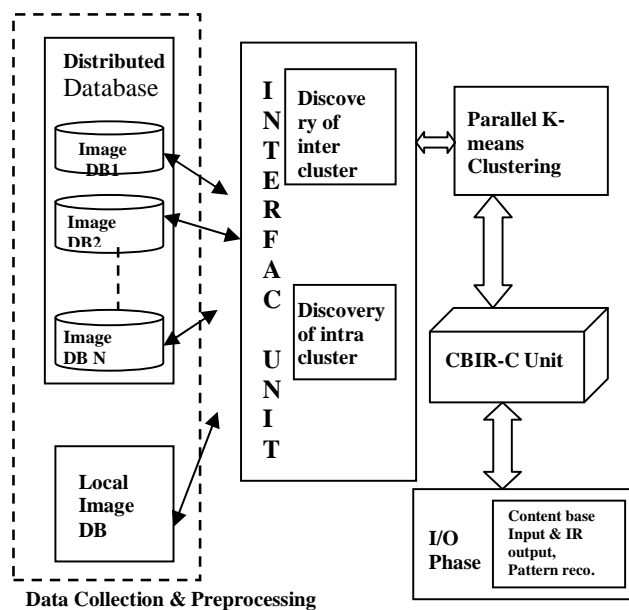 Distributed
Database
Image
DB1
Image
DB2
Image
DB N
Local
Image
DB
Data Collection & Preprocessing
I
N
T
E
R
F
A
C
U
N
I
T
Discove
ry of
inter
cluster
Discovery
of intra
cluster
Parallel K-
means
Clustering
CBIR-C Unit
I/O
Phase
Content base
Input & IR
output,
Pattern reco.